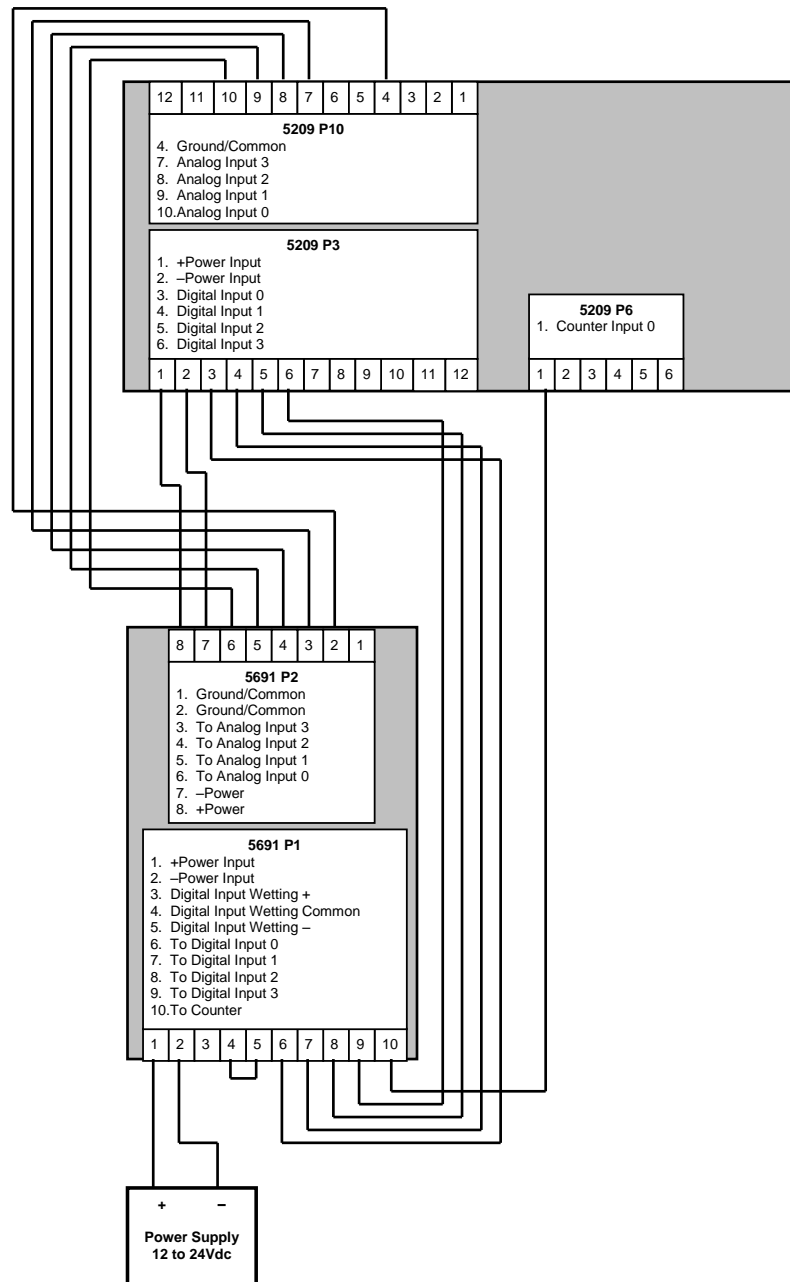 12 11 10 9 8 7 6 5 4 3 2 1
5209 P10
4. Ground/Common
7. Analog Input 3
8. Analog Input 2
9. Analog Input 1
10.Analog Input 0
5209 P3
1. +Power Input
2. –Power Input
3. Digital Input 0
4. Digital Input 1
5. Digital Input 2
6. Digital Input 3
1 2 3 4 5 6 7 8 9 10 11 12
5209 P6
1. Counter Input 0
1 2 3 4 5 6
8 7 6 5 4 3 2 1
5691 P2
1. Ground/Common
2. Ground/Common
3. To Analog Input 3
4. To Analog Input 2
5. To Analog Input 1
6. To Analog Input 0
7. –Power
8. +Power
5691 P1
1. +Power Input
2. –Power Input
3. Digital Input Wetting +
4. Digital Input Wetting Common
5. Digital Input Wetting –
6. To Digital Input 0
7. To Digital Input 1
8. To Digital Input 2
9. To Digital Input 3
10.To Counter
1 2 3 4 5 6 7 8 9 10
+ –
Power Supply
12 to 24Vdc